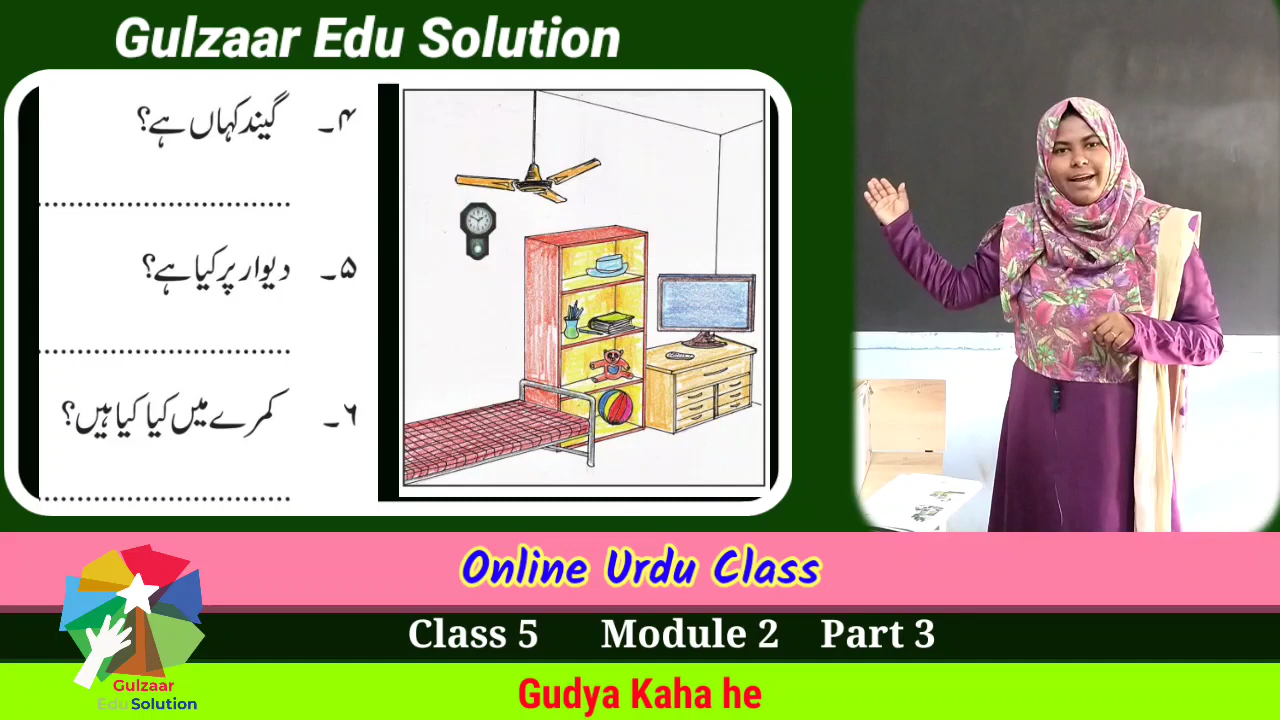 Gulzaar Edu Solution
۴۔ گیند کہاں ہے؟
........................................
۵۔ دیوار پر کیا ہے؟
........................................
۶۔ کمرے میں کیا کیا ہیں؟
........................................
Online Urdu Class
Class 5 Module 2 Part 3
Gudya Kaha he
Gulzaar
Edu Solution